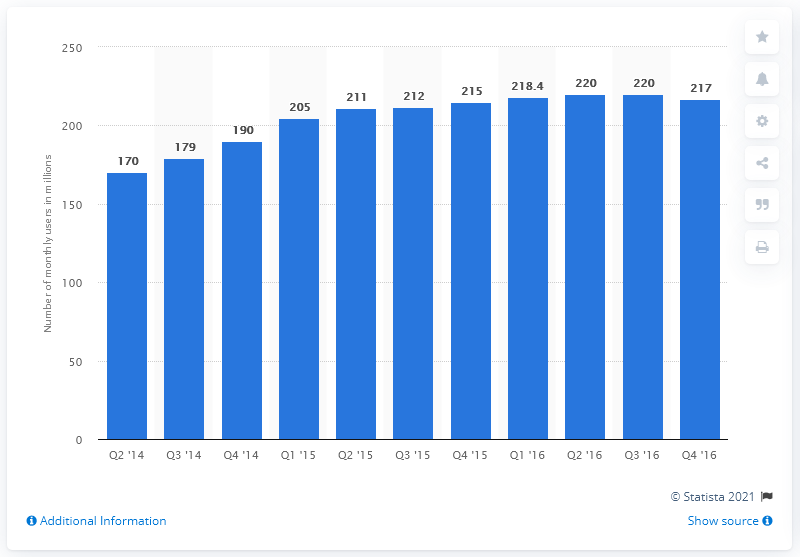 250
200
150
100
50
0
Number of monthly users in millions
170
179
190
205
211
212
215
218.4
220
220
217
Q2 '14
Q3 '14
Q4 '14
Q1 '15
Q2 '15
Q3 '15
Q4 '15
Q1 '16
Q2 '16
Q3 '16
Q4 '16
© Statista 2021
Additional Information
Show source